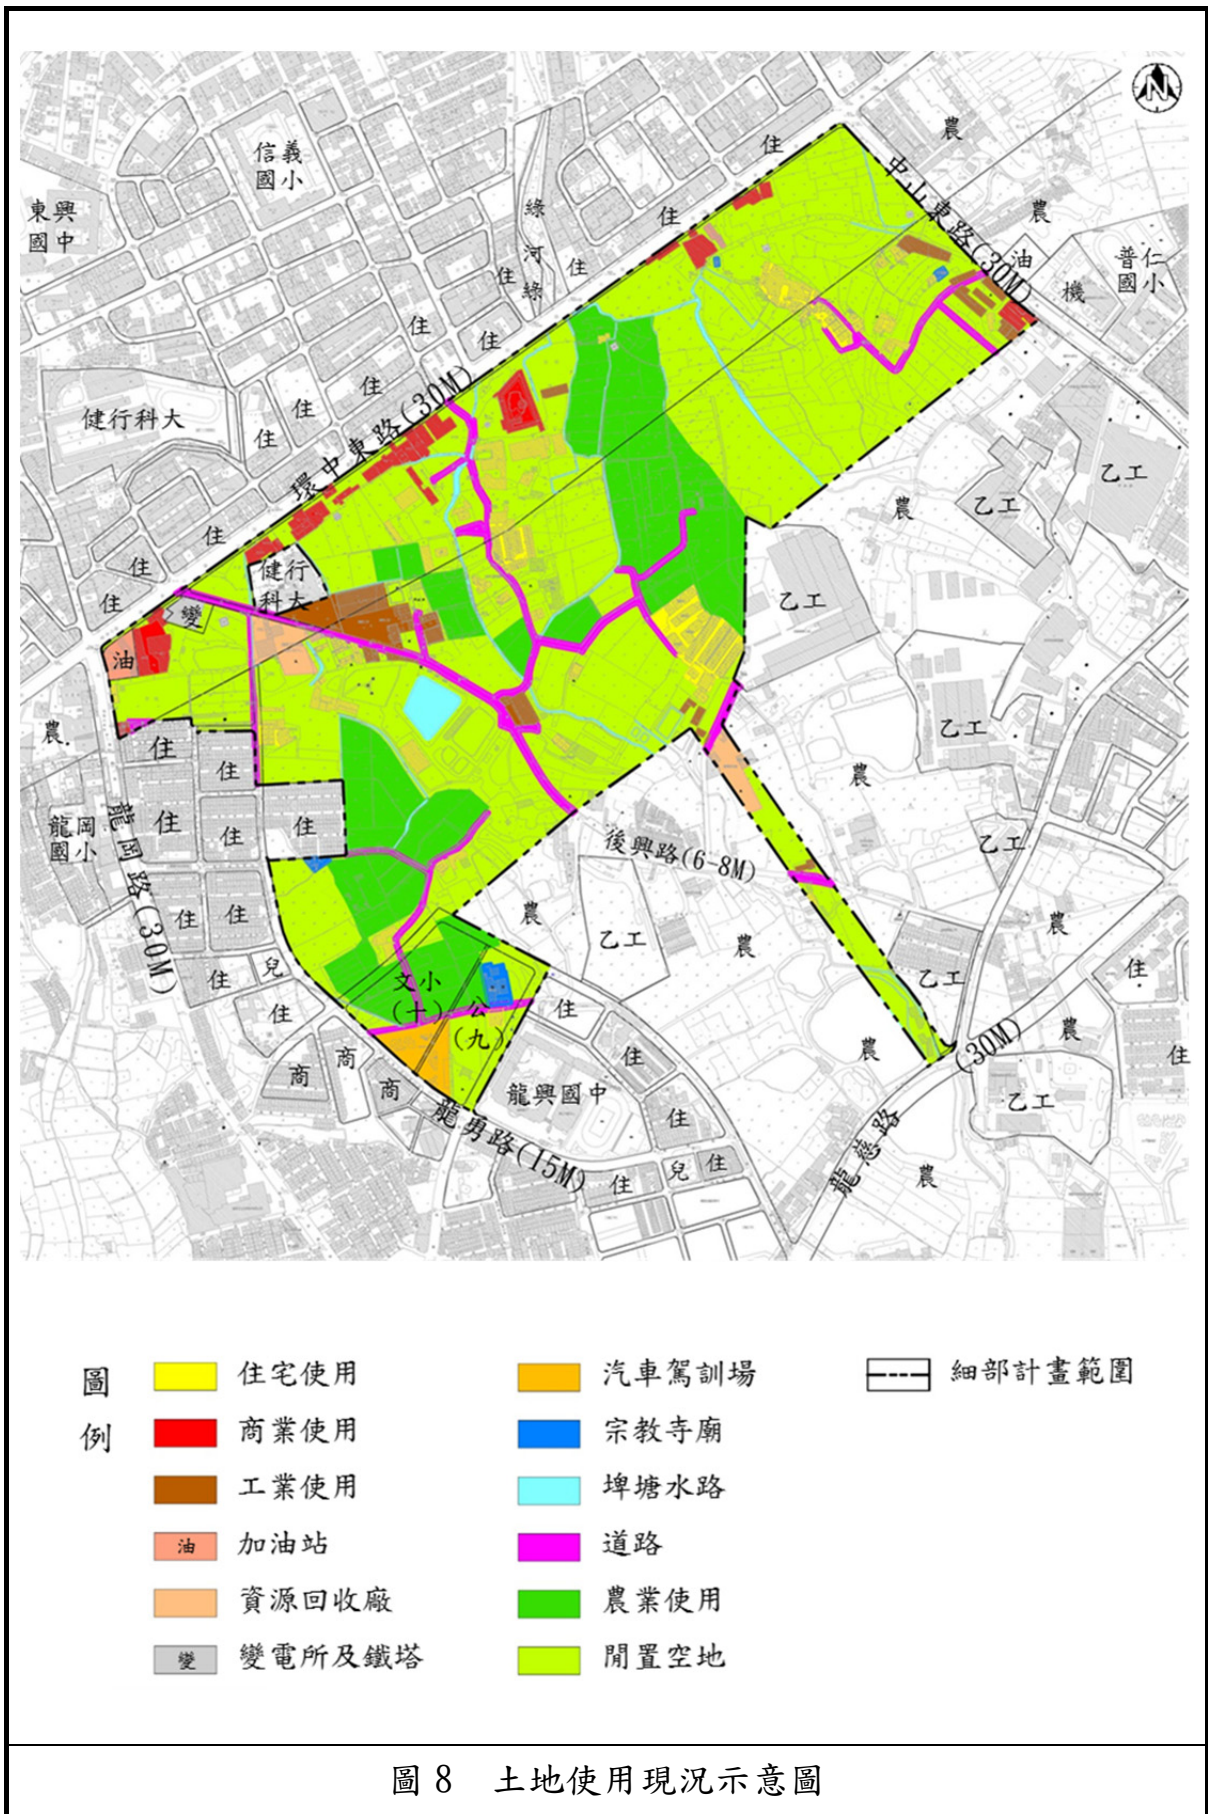 N
農
住
中山東路(30M)
信義
國小
東興
國中
綠
河
綠
住
住
住
農
油
機
普仁
國小
住
住
住
健行科大
住
住
環中東路(30M)
乙工
乙工
農
住
住
住
健行
科大
變
油
乙工
農
住
住
乙工
農
龍岡
國小
龍岡路(30M)
住
住
住
後興路(6-8M)
乙工
住
住
農
乙工
農
農
住
乙工
住
兒
文小
(十)
公
(九)
住
住
農
(30M)
農
住
商
商
商
住
龍興國中
龍勇路(15M)
住
住
兒
住
乙工
龍慈路
農
圖
例
住宅使用
商業使用
工業使用
油 加油站
資源回收廠
變 變電所及鐵塔
汽車駕訓場
宗教寺廟
埤塘水路
道路
農業使用
閒置空地
細部計畫範圍
圖 8 土地使用現況示意圖